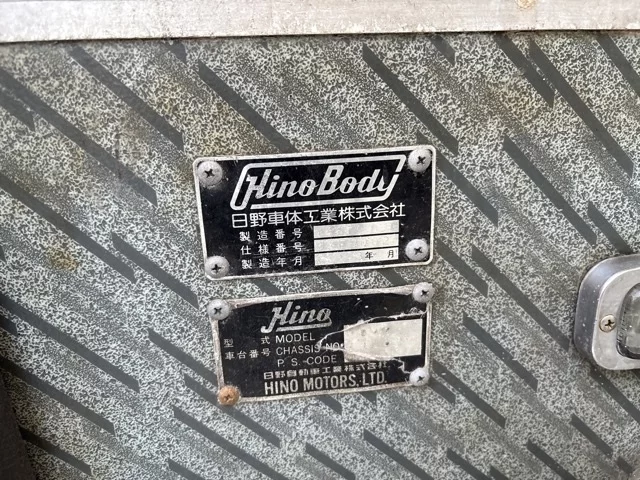 HinoBody
日野車体工業株式会社
製造番号
仕様番号
製造年月 年 月
Hino
型式 MODEL
車台番号 CHASSIS NO.
P.S.-CODE
日野自動車工業株式会社
HINO MOTORS, LTD.